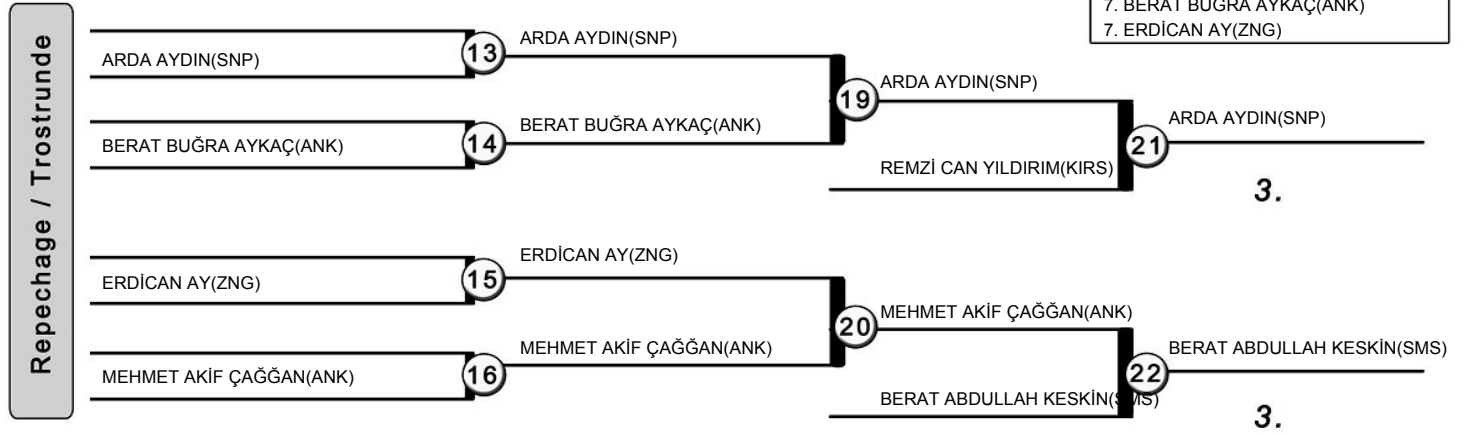 7. BERAT BUĞRA AYKAÇ(ANK)
7. ERDİCAN AY(ZNG)
Repechage / Trostrunde
ARDA AYDIN(SNP)
13
ARDA AYDIN(SNP)
BERAT BUĞRA AYKAÇ(ANK)
14
BERAT BUĞRA AYKAÇ(ANK)
19
ARDA AYDIN(SNP)
REMZİ CAN YILDIRIM(KIRS)
21
ARDA AYDIN(SNP)
3.
ERDİCAN AY(ZNG)
15
ERDİCAN AY(ZNG)
MEHMET AKİF ÇAĞĞAN(ANK)
16
MEHMET AKİF ÇAĞĞAN(ANK)
20
MEHMET AKİF ÇAĞĞAN(ANK)
BERAT ABDULLAH KESKİN(SMS)
22
BERAT ABDULLAH KESKİN(SMS)
3.